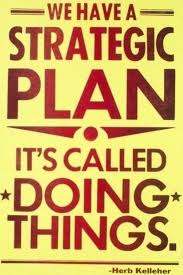 WE HAVE A
STRATEGIC
PLAN
IT'S CALLED
DOING
THINGS.
-Herb Kelleher